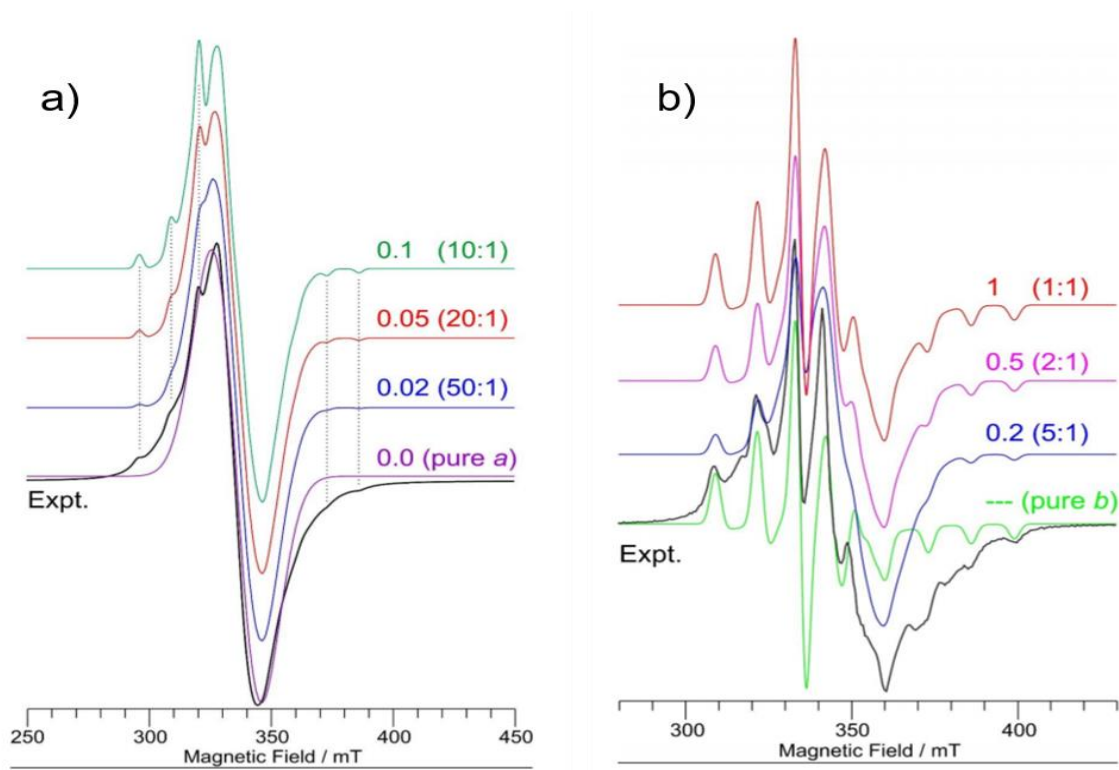 a)
0.1 (10:1)
0.05 (20:1)
0.02 (50:1)
0.0 (pure a)
Expt.
250 300 350 400 450
Magnetic Field / mT
b)
1 (1:1)
0.5 (2:1)
0.2 (5:1)
--- (pure b)
Expt.
300 350 400
Magnetic Field / mT